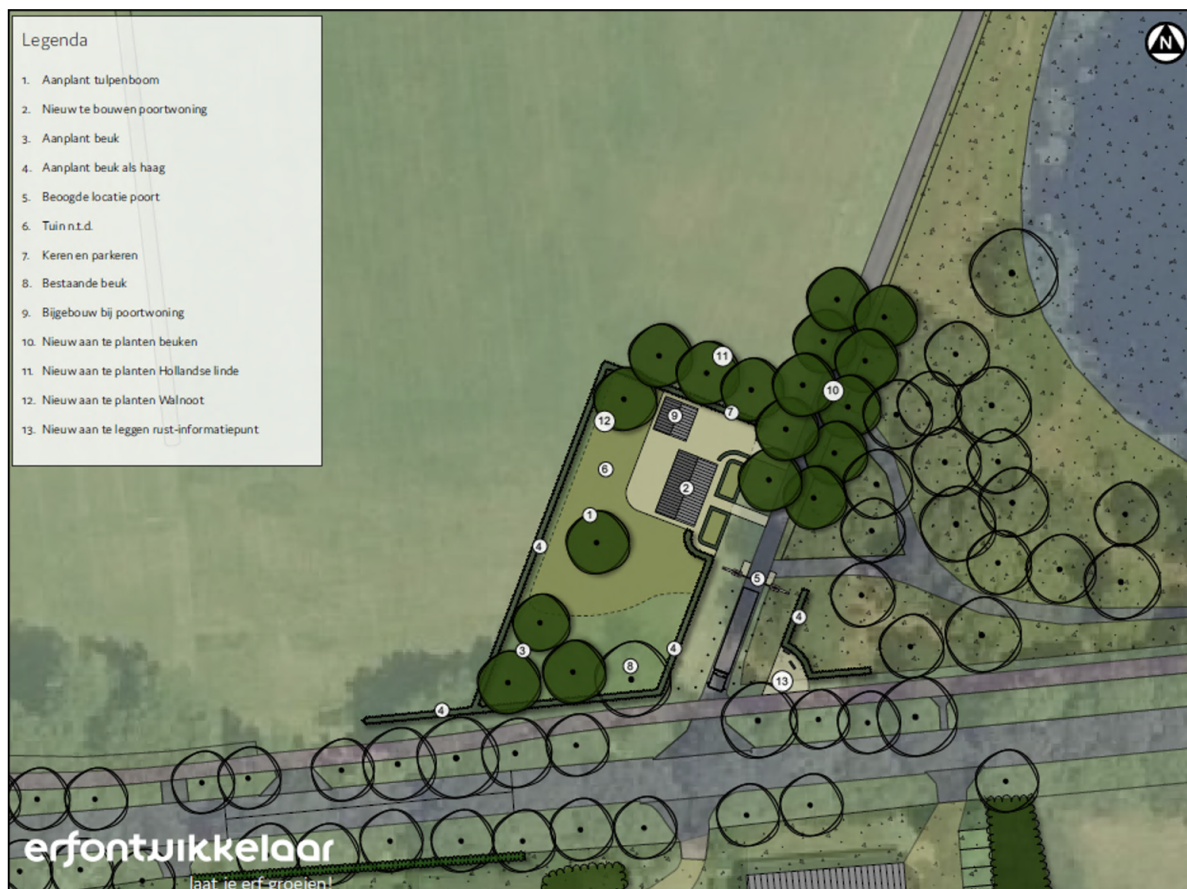 Legenda
1. Aanplant tulpenboom
2. Nieuw te bouwen poortwoning
3. Aanplant beuk
4. Aanplant beuk als haag
5. Beoogde locatie poort
6. Tuin n.t.d.
7. Keren en parkeren
8. Bestaande beuk
9. Bijgebouw bij poortwoning
10. Nieuw aan te planten beuken
11. Nieuw aan te planten Hollandse linde
12. Nieuw aan te planten Walnoot
13. Nieuw aan te leggen rust-informatiepunt
N
11
10
9
7
12
6
2
1
4
5
4
3
4
8
13
4
erfontwikkelaar
laat je erf groeien!